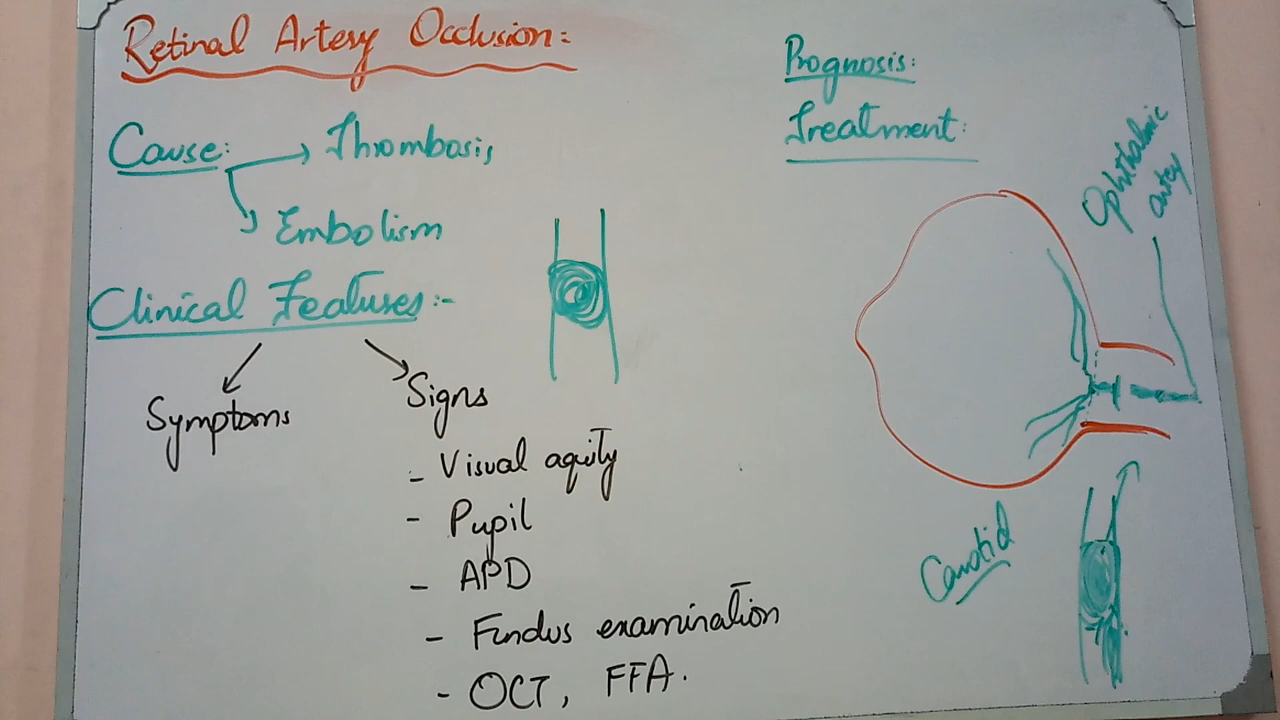 Retinal Artery Occlusion:
Cause:
Thrombosis
Embolism
Clinical Features:-
Symptoms
Signs
- Visual aquity
- Pupil
- APD
- Fundus examination
- OCT, FFA.
Prognosis:
Treatment:
Ophthalmic
artey
Carotid